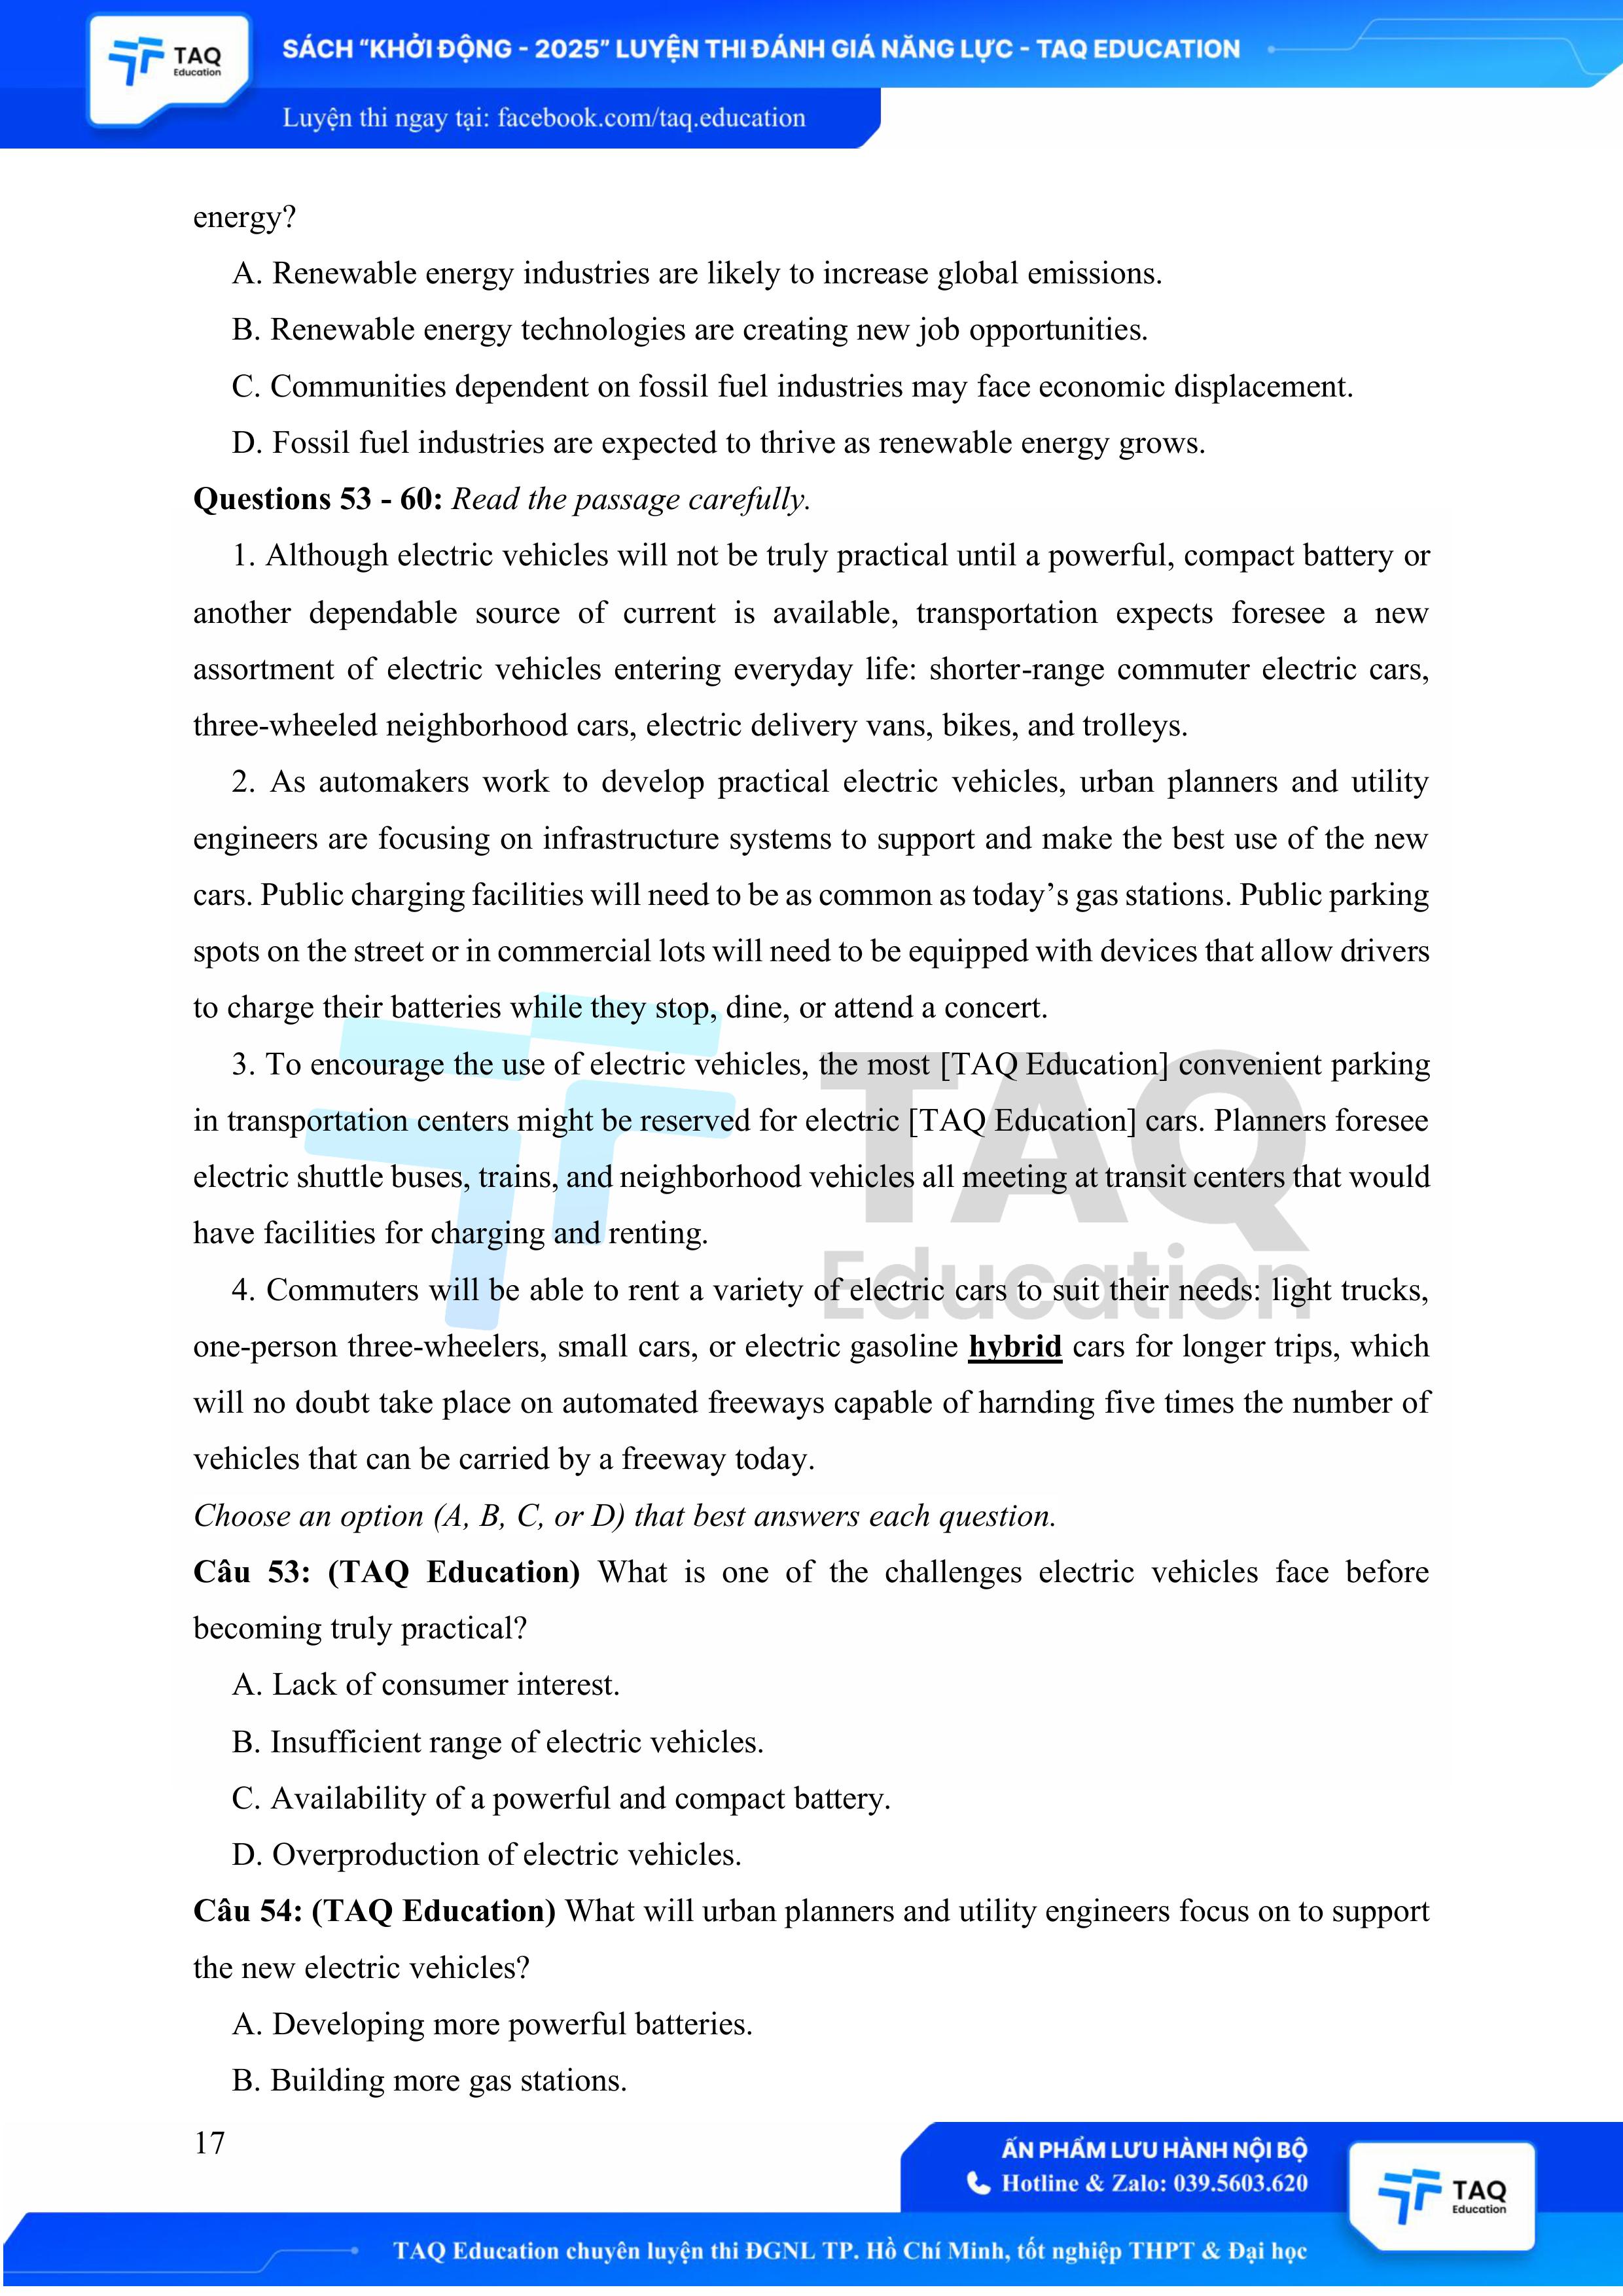 TAQ
Education
SÁCH “KHỞI ĐỘNG - 2025” LUYỆN THI ĐÁNH GIÁ NĂNG LỰC - TAQ EDUCATION
Luyện thi ngay tại: facebook.com/taq.education
energy?
A. Renewable energy industries are likely to increase global emissions.
B. Renewable energy technologies are creating new job opportunities.
C. Communities dependent on fossil fuel industries may face economic displacement.
D. Fossil fuel industries are expected to thrive as renewable energy grows.
Questions 53 - 60: Read the passage carefully.
1. Although electric vehicles will not be truly practical until a powerful, compact battery or
another dependable source of current is available, transportation expects foresee a new
assortment of electric vehicles entering everyday life: shorter-range commuter electric cars,
three-wheeled neighborhood cars, electric delivery vans, bikes, and trolleys.
2. As automakers work to develop practical electric vehicles, urban planners and utility
engineers are focusing on infrastructure systems to support and make the best use of the new
cars. Public charging facilities will need to be as common as today’s gas stations. Public parking
spots on the street or in commercial lots will need to be equipped with devices that allow drivers
to charge their batteries while they stop, dine, or attend a concert.
3. To encourage the use of electric vehicles, the most [TAQ Education] convenient parking
in transportation centers might be reserved for electric [TAQ Education] cars. Planners foresee
electric shuttle buses, trains, and neighborhood vehicles all meeting at transit centers that would
have facilities for charging and renting.
4. Commuters will be able to rent a variety of electric cars to suit their needs: light trucks,
one-person three-wheelers, small cars, or electric gasoline hybrid cars for longer trips, which
will no doubt take place on automated freeways capable of harnding five times the number of
vehicles that can be carried by a freeway today.
TAQ
Education
Choose an option (A, B, C, or D) that best answers each question.
Câu 53: (TAQ Education) What is one of the challenges electric vehicles face before
becoming truly practical?
A. Lack of consumer interest.
B. Insufficient range of electric vehicles.
C. Availability of a powerful and compact battery.
D. Overproduction of electric vehicles.
Câu 54: (TAQ Education) What will urban planners and utility engineers focus on to support
the new electric vehicles?
A. Developing more powerful batteries.
B. Building more gas stations.
17
ẤN PHẨM LƯU HÀNH NỘI BỘ
Hotline & Zalo: 039.5603.620
TAQ
Education
TAQ Education chuyên luyện thi ĐGNL TP. Hồ Chí Minh, tốt nghiệp THPT & Đại học